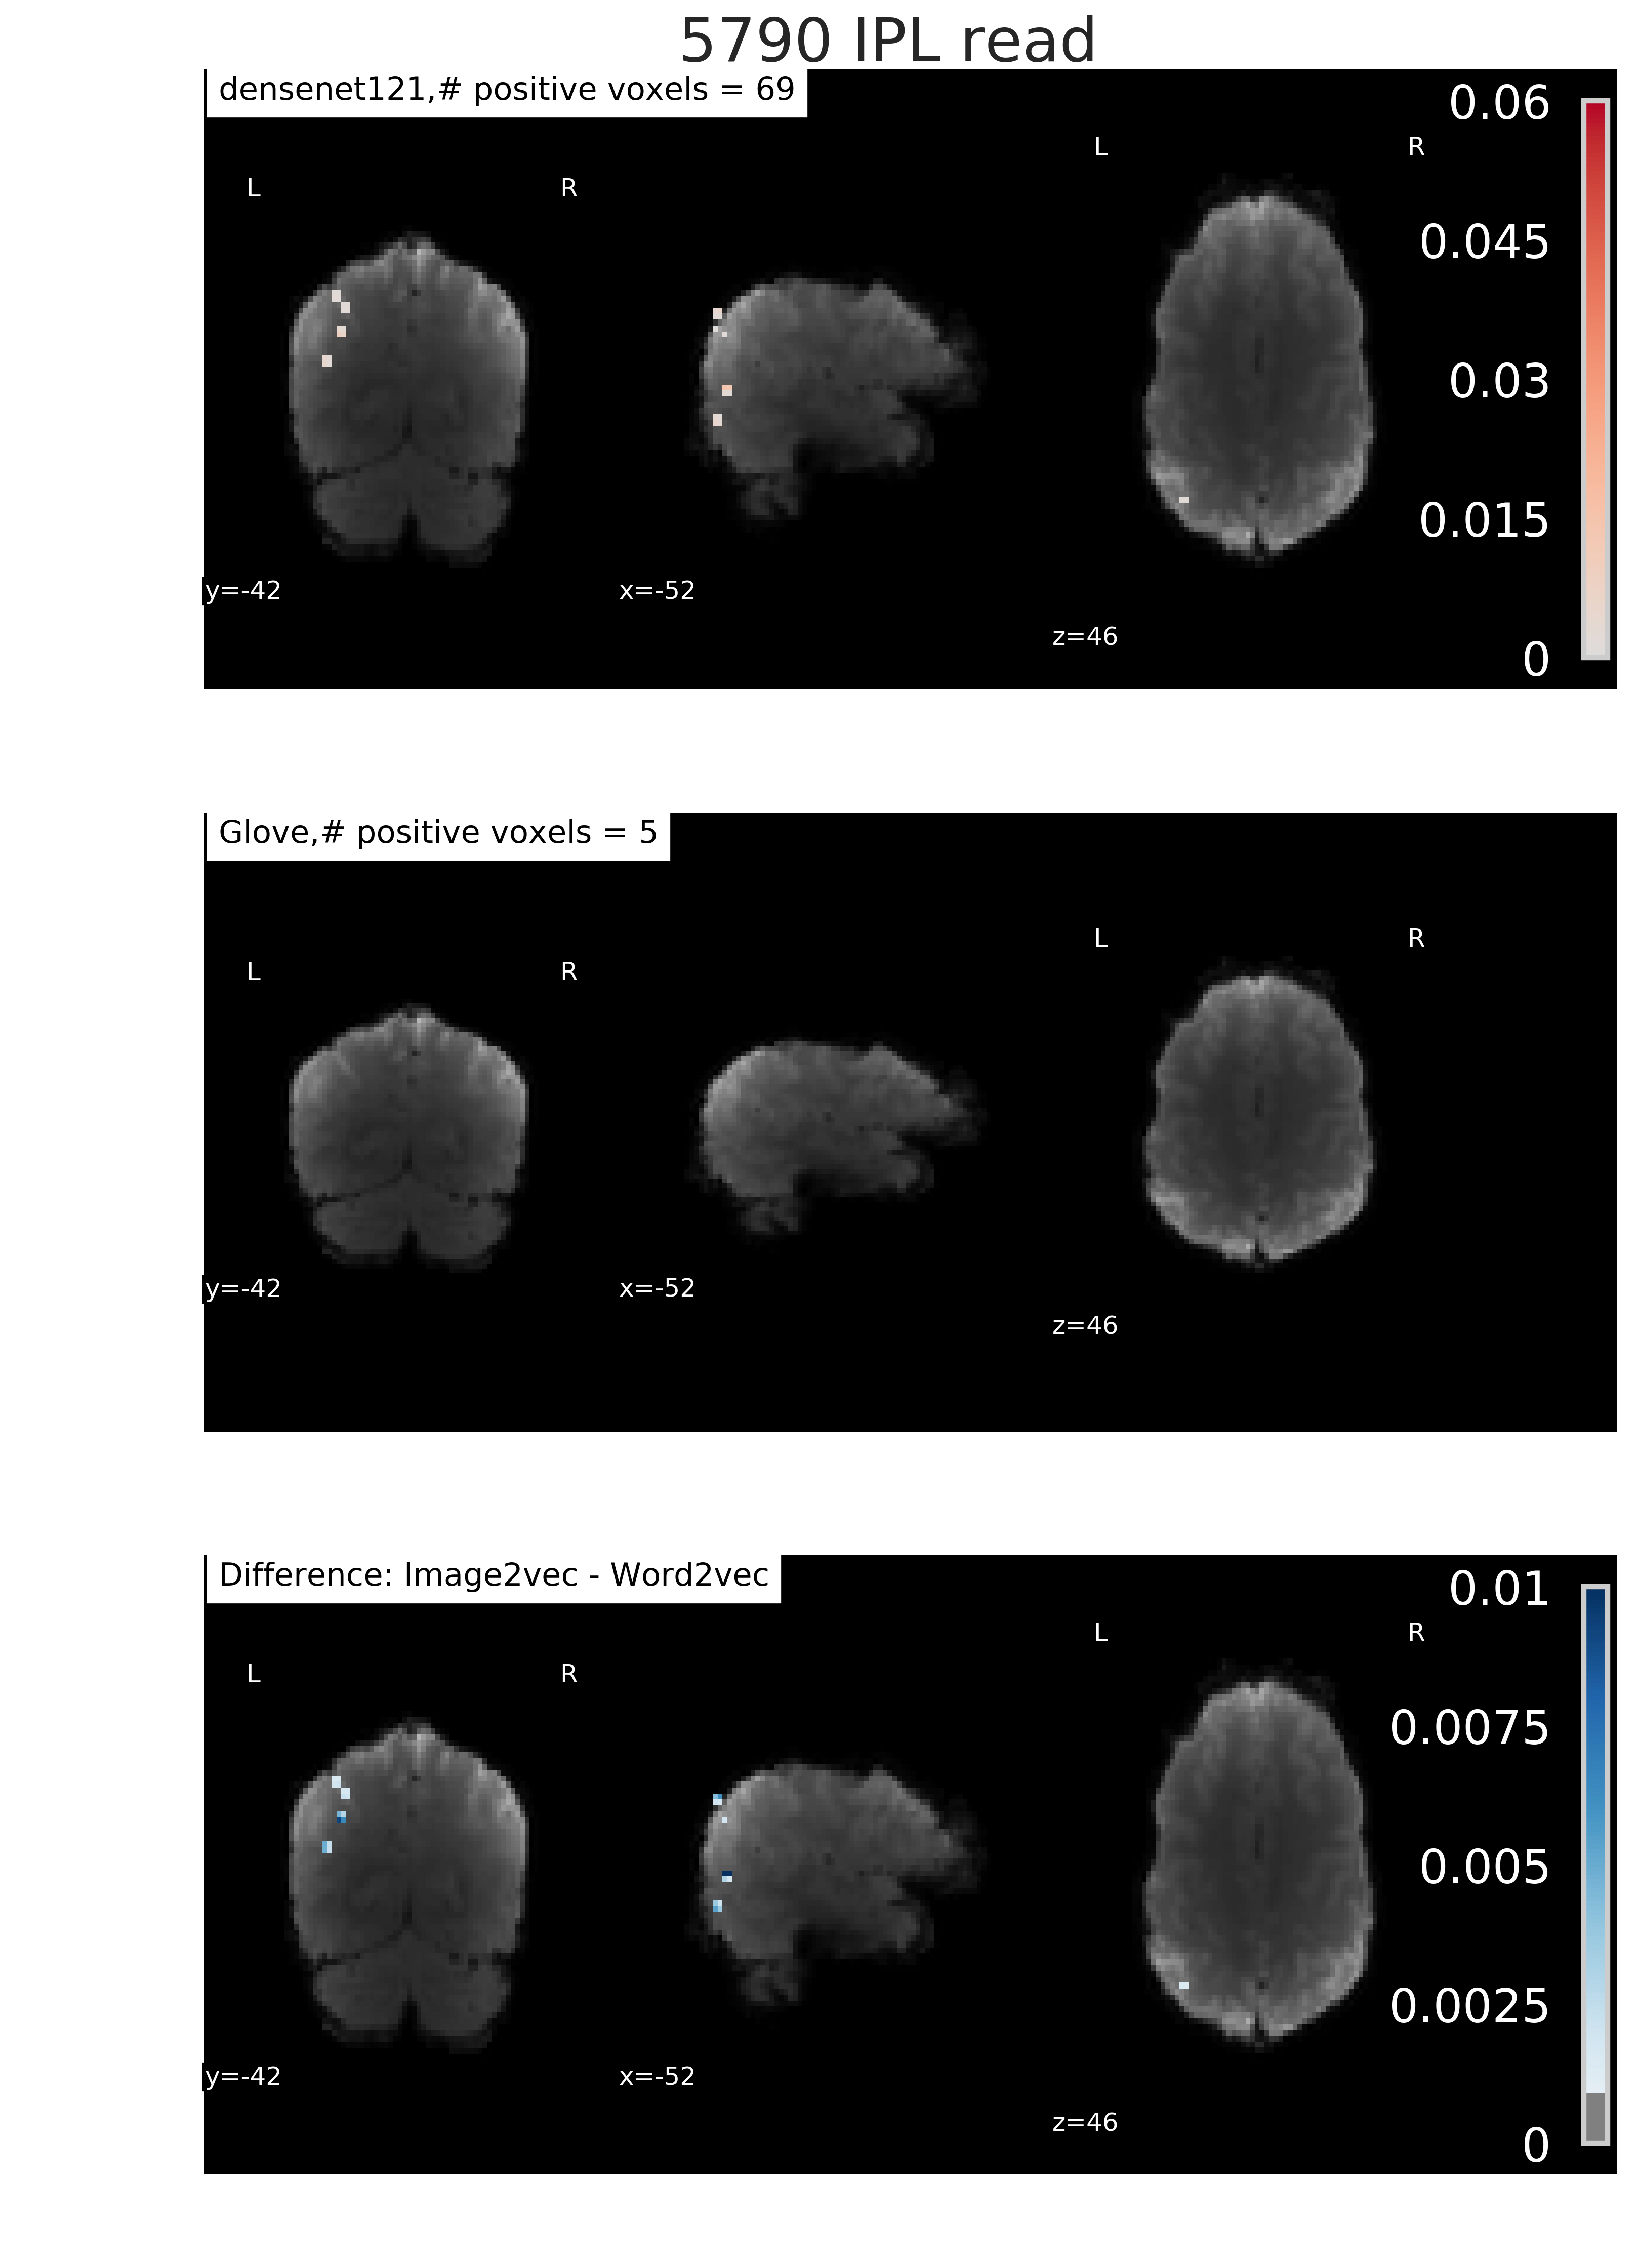 5790 IPL read
densenet121,# positive voxels = 69
0.06
L R
L R
0.045
0.03
0.015
y=-42
x=-52
z=46
0
Glove,# positive voxels = 5
L R
L R
y=-42
x=-52
z=46
Difference: Image2vec - Word2vec
0.01
L R
L R
0.0075
0.005
0.0025
y=-42
x=-52
z=46
0